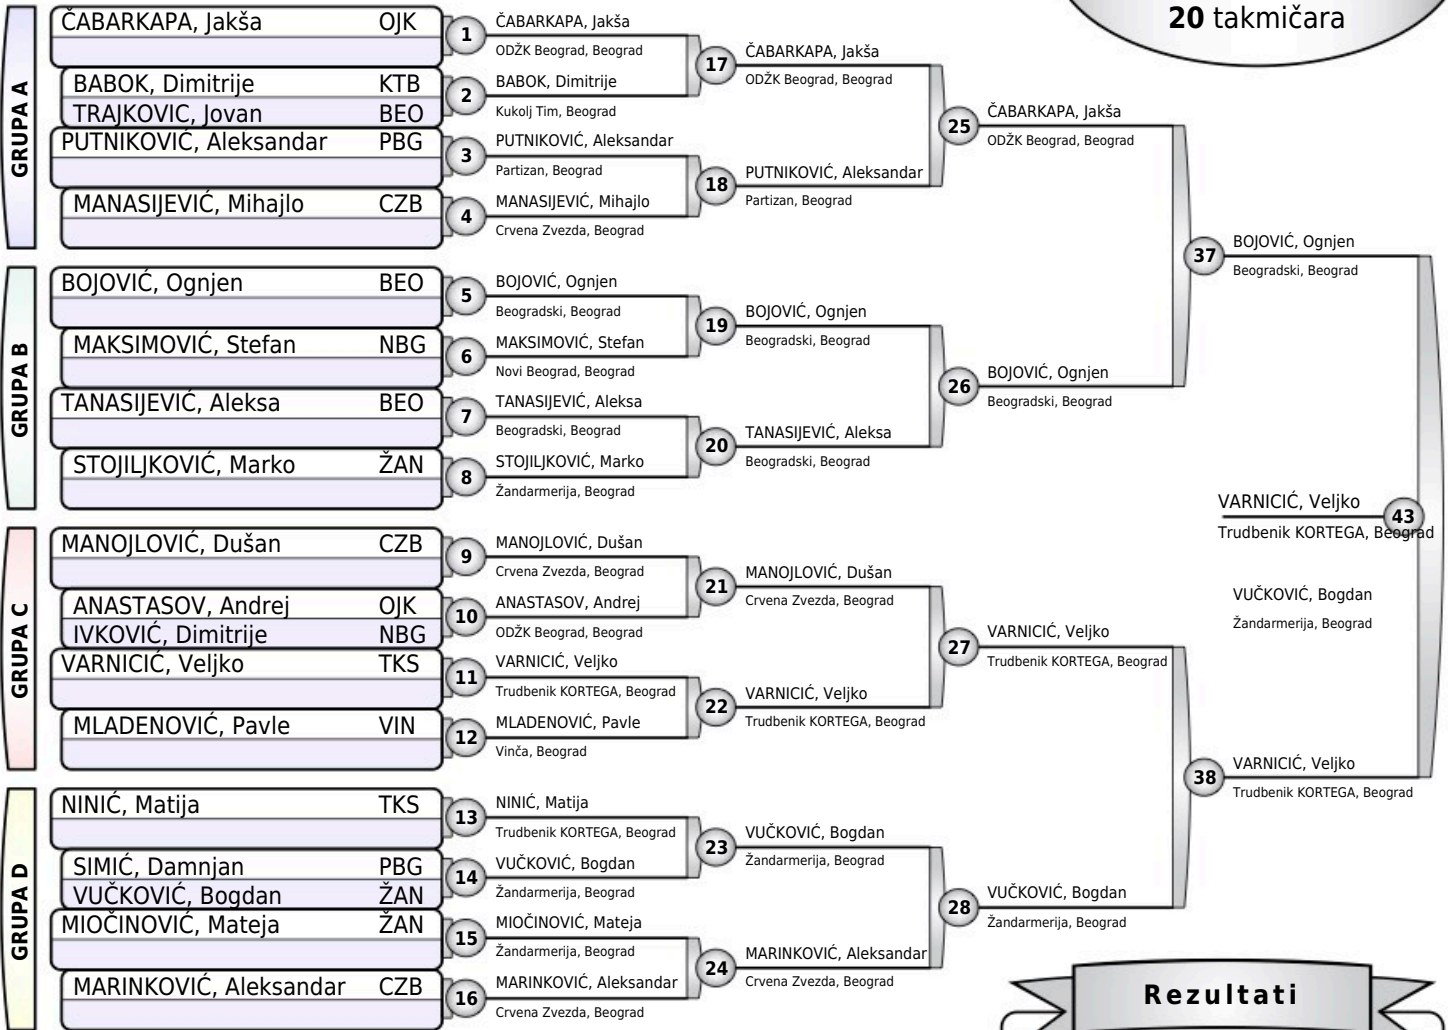 20 takmičara
GRUPA A
ČABARKAPA, Jakša OJK
BABOK, Dimitrije KTB
TRAJKOVIC, Jovan BEO
PUTNIKOVIĆ, Aleksandar PBG
MANASIJEVIĆ, Mihajlo CZB
GRUPA B
BOJOVIĆ, Ognjen BEO
MAKSIMOVIĆ, Stefan NBG
TANASIJEVIĆ, Aleksa BEO
STOJILJKOVIĆ, Marko ŽAN
GRUPA C
MANOJLOVIĆ, Dušan CZB
ANASTASOV, Andrej OJK
IVKOVIĆ, Dimitrije NBG
VARNICIĆ, Veljko TKS
MLADENOVIĆ, Pavle VIN
GRUPA D
NINIĆ, Matija TKS
SIMIĆ, Damnjan PBG
VUČKOVIĆ, Bogdan ŽAN
MIOČINOVIĆ, Mateja ŽAN
MARINKOVIĆ, Aleksandar CZB
1
ČABARKAPA, Jakša
ODŽK Beograd, Beograd
2
BABOK, Dimitrije
Kukolj Tim, Beograd
3
PUTNIKOVIĆ, Aleksandar
Partizan, Beograd
4
MANASIJEVIĆ, Mihajlo
Crvena Zvezda, Beograd
5
BOJOVIĆ, Ognjen
Beogradski, Beograd
6
MAKSIMOVIĆ, Stefan
Novi Beograd, Beograd
7
TANASIJEVIĆ, Aleksa
Beogradski, Beograd
8
STOJILJKOVIĆ, Marko
Žandarmerija, Beograd
9
MANOJLOVIĆ, Dušan
Crvena Zvezda, Beograd
10
ANASTASOV, Andrej
ODŽK Beograd, Beograd
11
VARNICIĆ, Veljko
Trudbenik KORTEGA, Beograd
12
MLADENOVIĆ, Pavle
Vinča, Beograd
13
NINIĆ, Matija
Trudbenik KORTEGA, Beograd
14
VUČKOVIĆ, Bogdan
Žandarmerija, Beograd
15
MIOČINOVIĆ, Mateja
Žandarmerija, Beograd
16
MARINKOVIĆ, Aleksandar
Crvena Zvezda, Beograd
17
ČABARKAPA, Jakša
ODŽK Beograd, Beograd
18
PUTNIKOVIĆ, Aleksandar
Partizan, Beograd
19
BOJOVIĆ, Ognjen
Beogradski, Beograd
20
TANASIJEVIĆ, Aleksa
Beogradski, Beograd
21
MANOJLOVIĆ, Dušan
Crvena Zvezda, Beograd
22
VARNICIĆ, Veljko
Trudbenik KORTEGA, Beograd
23
VUČKOVIĆ, Bogdan
Žandarmerija, Beograd
24
MARINKOVIĆ, Aleksandar
Crvena Zvezda, Beograd
25
ČABARKAPA, Jakša
ODŽK Beograd, Beograd
26
BOJOVIĆ, Ognjen
Beogradski, Beograd
27
VARNICIĆ, Veljko
Trudbenik KORTEGA, Beograd
28
VUČKOVIĆ, Bogdan
Žandarmerija, Beograd
37
BOJOVIĆ, Ognjen
Beogradski, Beograd
38
VARNICIĆ, Veljko
Trudbenik KORTEGA, Beograd
43
VARNICIĆ, Veljko
Trudbenik KORTEGA, Beograd
VUČKOVIĆ, Bogdan
Žandarmerija, Beograd
Rezultati